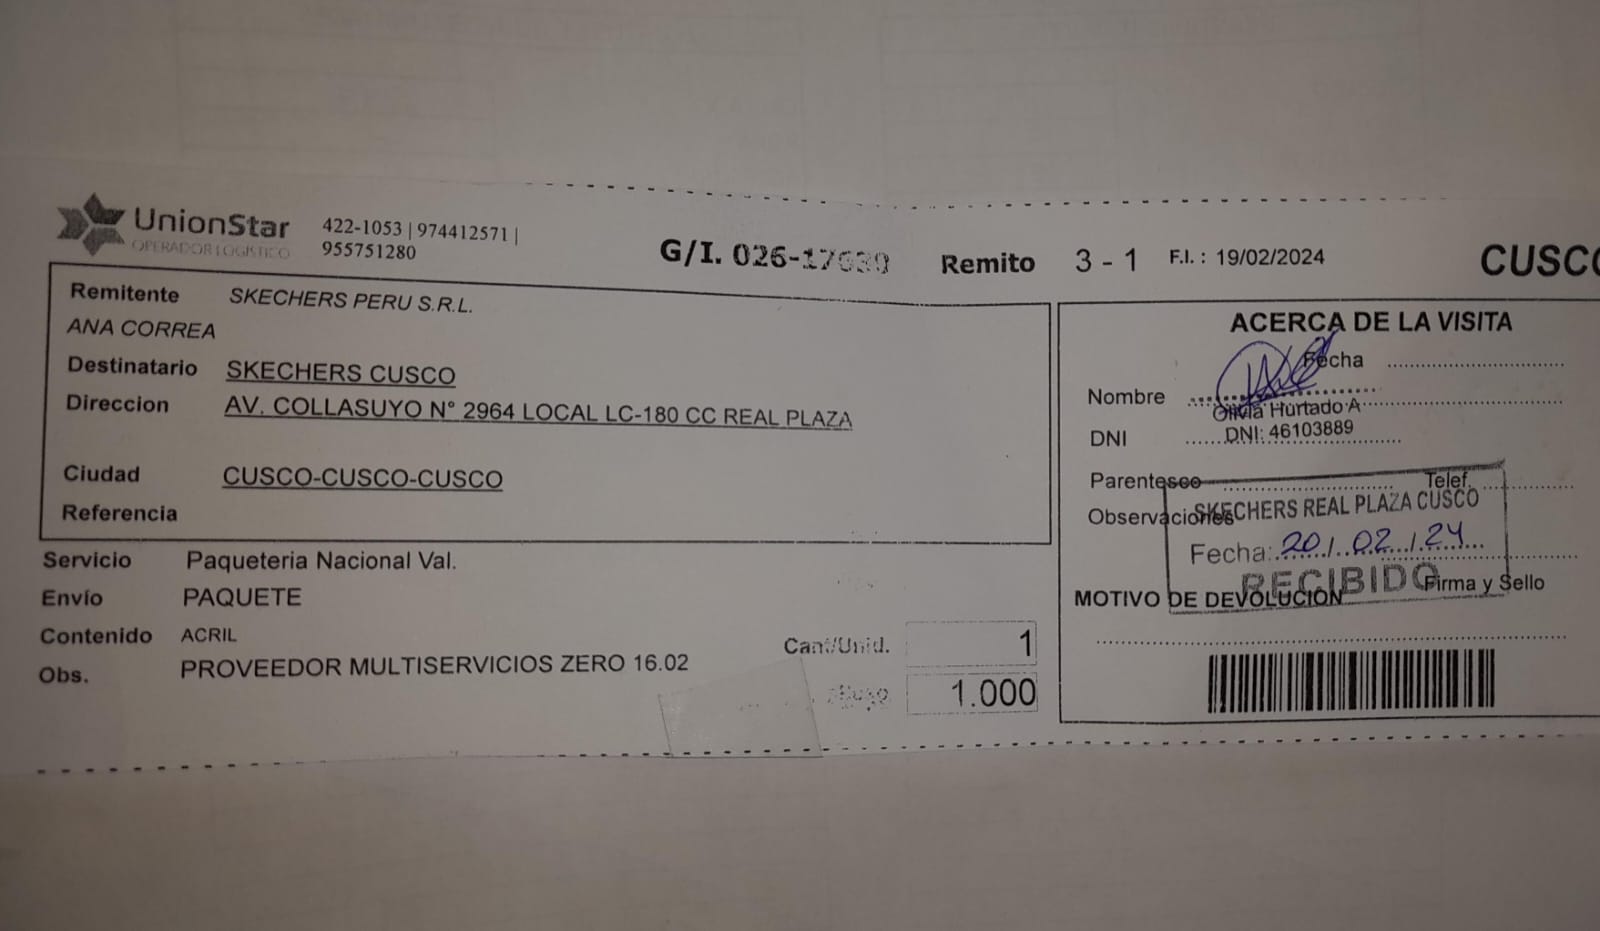 UnionStar
OPERADOR LOGISTICO
422-1053 | 974412571 |
955751280
G/I. 026-17639
Remito 3 - 1 F.I. : 19/02/2024
Remitente SKECHERS PERU S.R.L.
ANA CORREA
Destinatario SKECHERS CUSCO
Direccion AV. COLLASUYO N° 2964 LOCAL LC-180 CC REAL PLAZA
Ciudad CUSCO-CUSCO-CUSCO
Referencia
Servicio Paqueteria Nacional Val.
Envío PAQUETE
Contenido ACRIL
Obs. PROVEEDOR MULTISERVICIOS ZERO 16.02
Cant/Unid. 1
1.000
ACERCA DE LA VISITA
Fecha
Nombre
Olivia Hurtado A
DNI DNI: 46103889
Parentesco Telef.
Observaciones
SKECHERS REAL PLAZA CUSCO
Fecha: 20/02/24
RECIBIDO
Firma y Sello
MOTIVO DE DEVOLUCIÓN